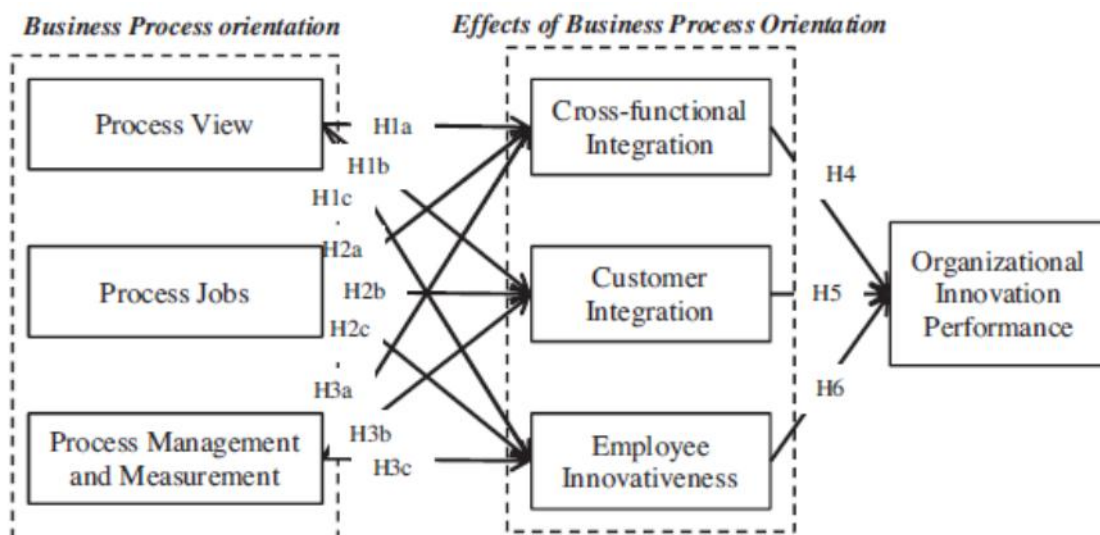 Business Process orientation
Effects of Business Process Orientation
Process View
H1a
H1b
H1c
Cross-functional
Integration
H4
Process Jobs
H2a
H2b
H2c
Customer
Integration
H5
Organizational
Innovation
Performance
Process Management
and Measurement
H3a
H3b
H3c
Employee
Innovativeness
H6